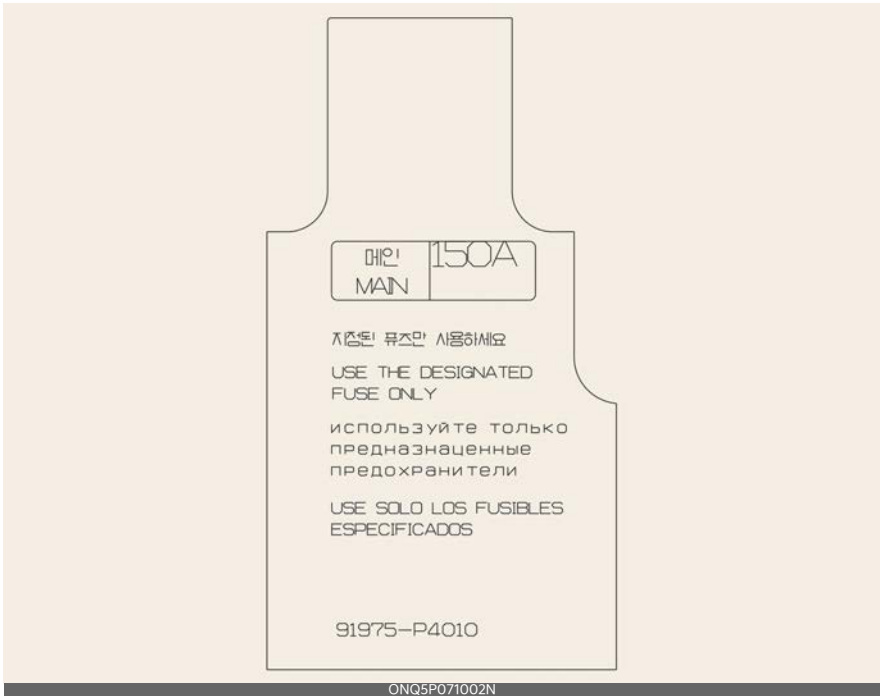 메인
MAIN
150A
지정된 퓨즈만 사용하세요
USE THE DESIGNATED
FUSE ONLY
используйте только
предназнаценные
предохранители
USE SOLO LOS FUSIBLES
ESPECIFICADOS
91975-P4010
ONQ5P071002N